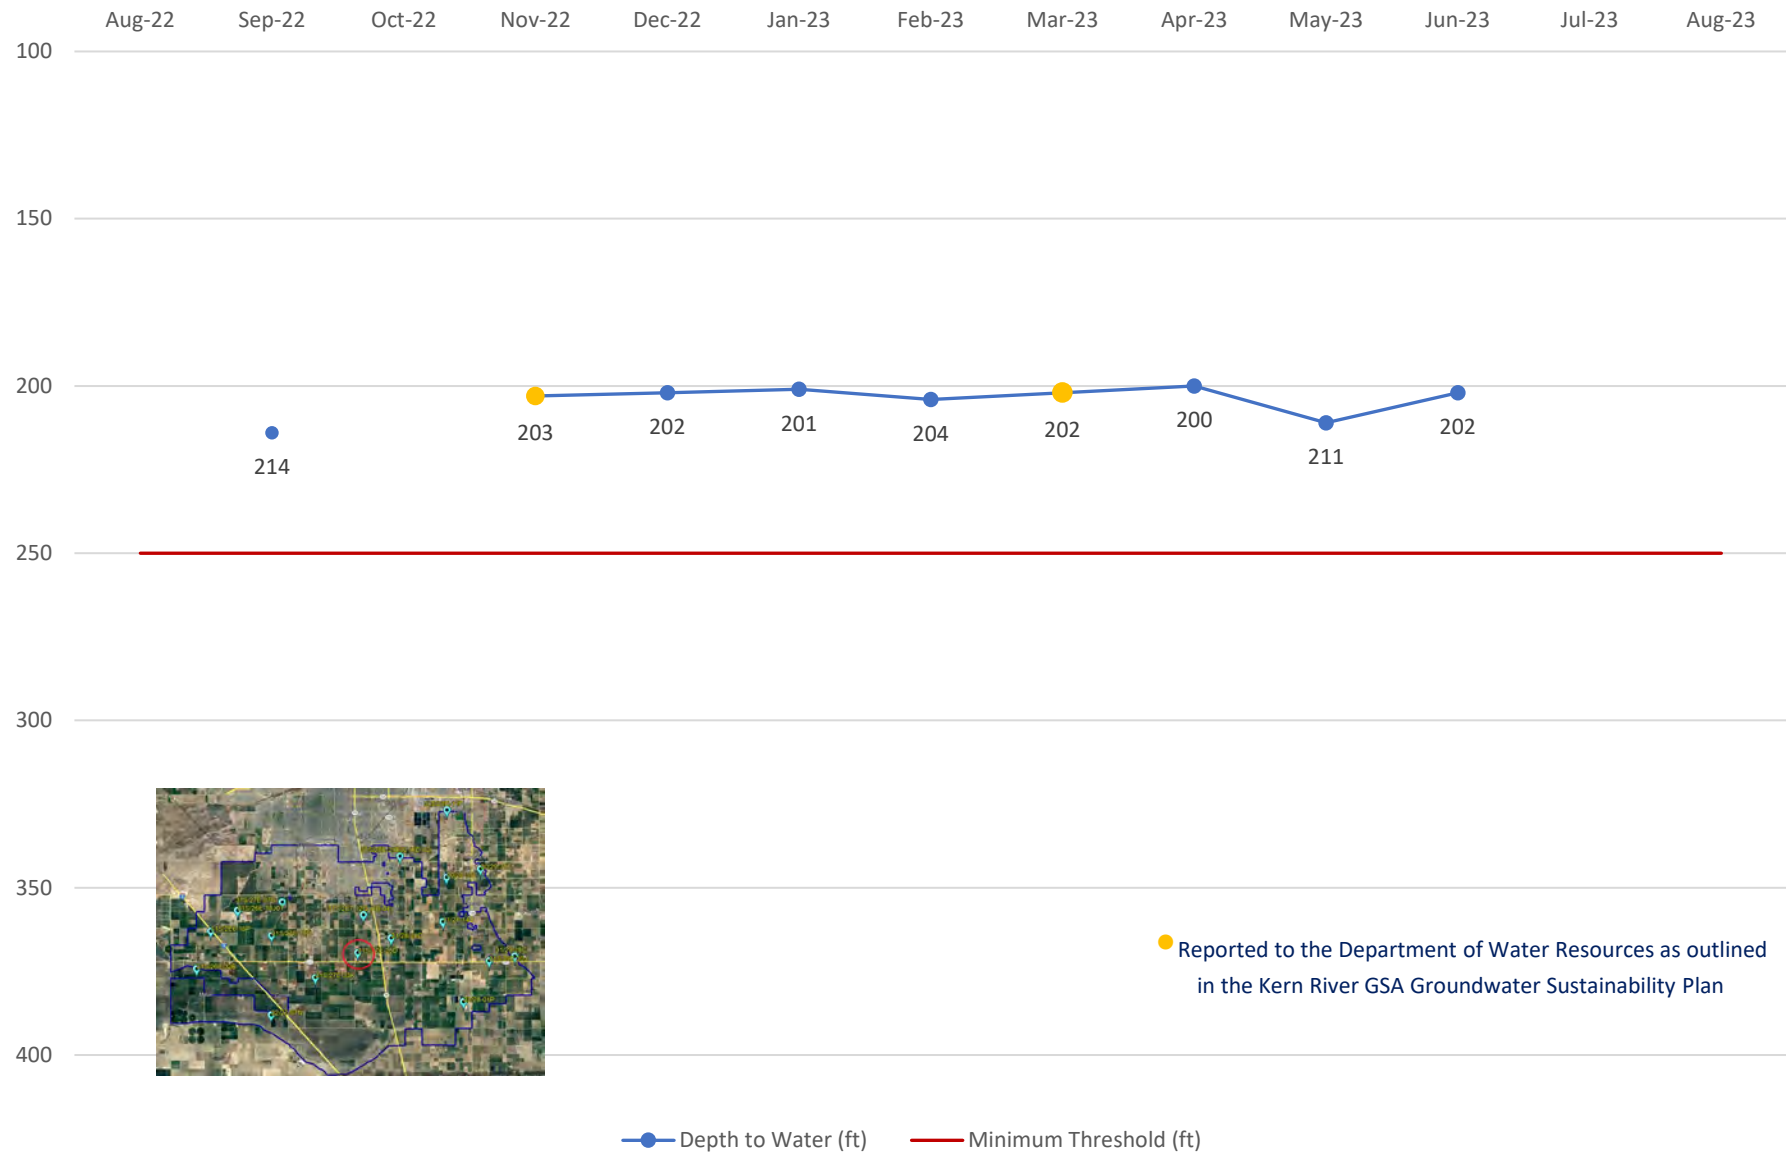 Aug-22 Sep-22 Oct-22 Nov-22 Dec-22 Jan-23 Feb-23 Mar-23 Apr-23 May-23 Jun-23 Jul-23 Aug-23
100
150
200
203 202 201 204 202 200 211 202
214
250
300
350
400
Reported to the Department of Water Resources as outlined
in the Kern River GSA Groundwater Sustainability Plan
Depth to Water (ft) Minimum Threshold (ft)